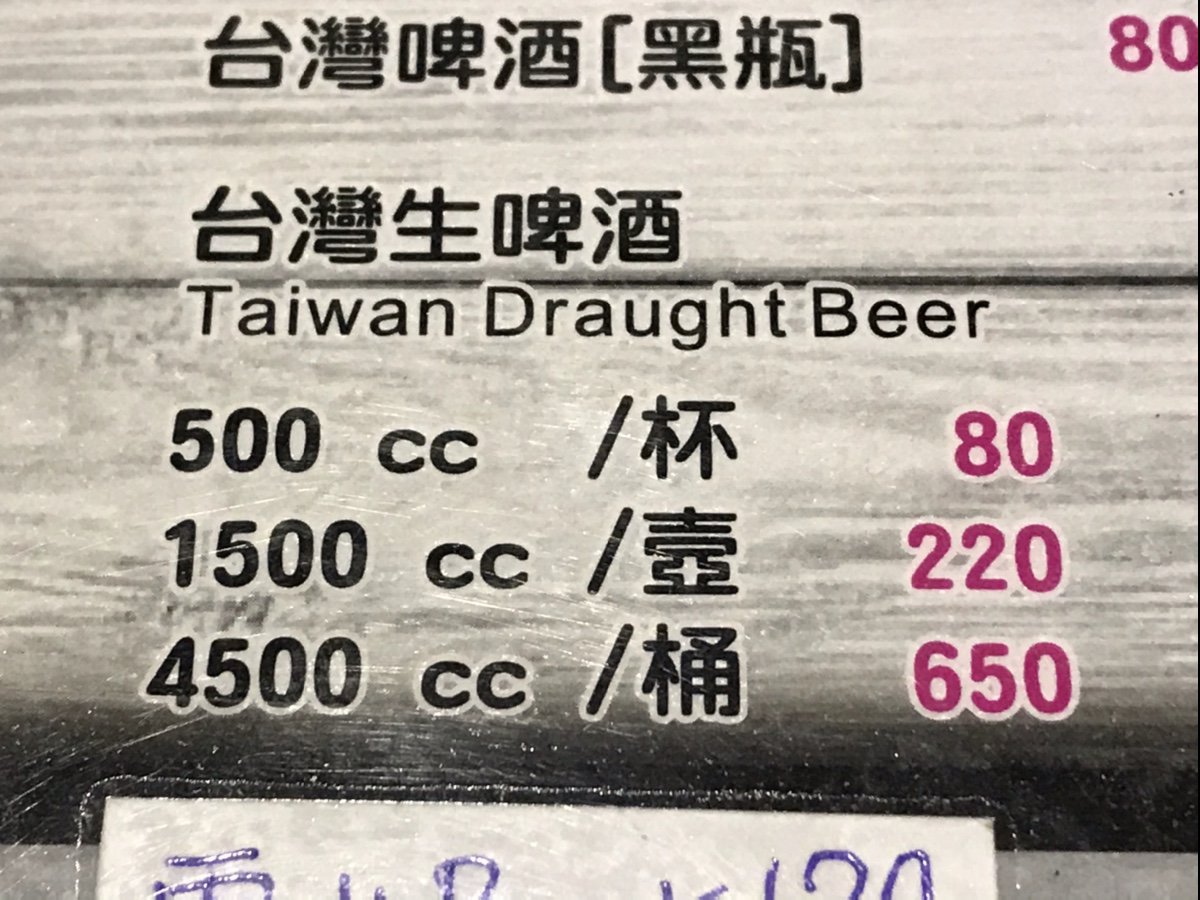 台灣啤酒[黑瓶] 80
台灣生啤酒
Taiwan Draught Beer
500 cc /杯 80
1500 cc /壺 220
4500 cc /桶 650